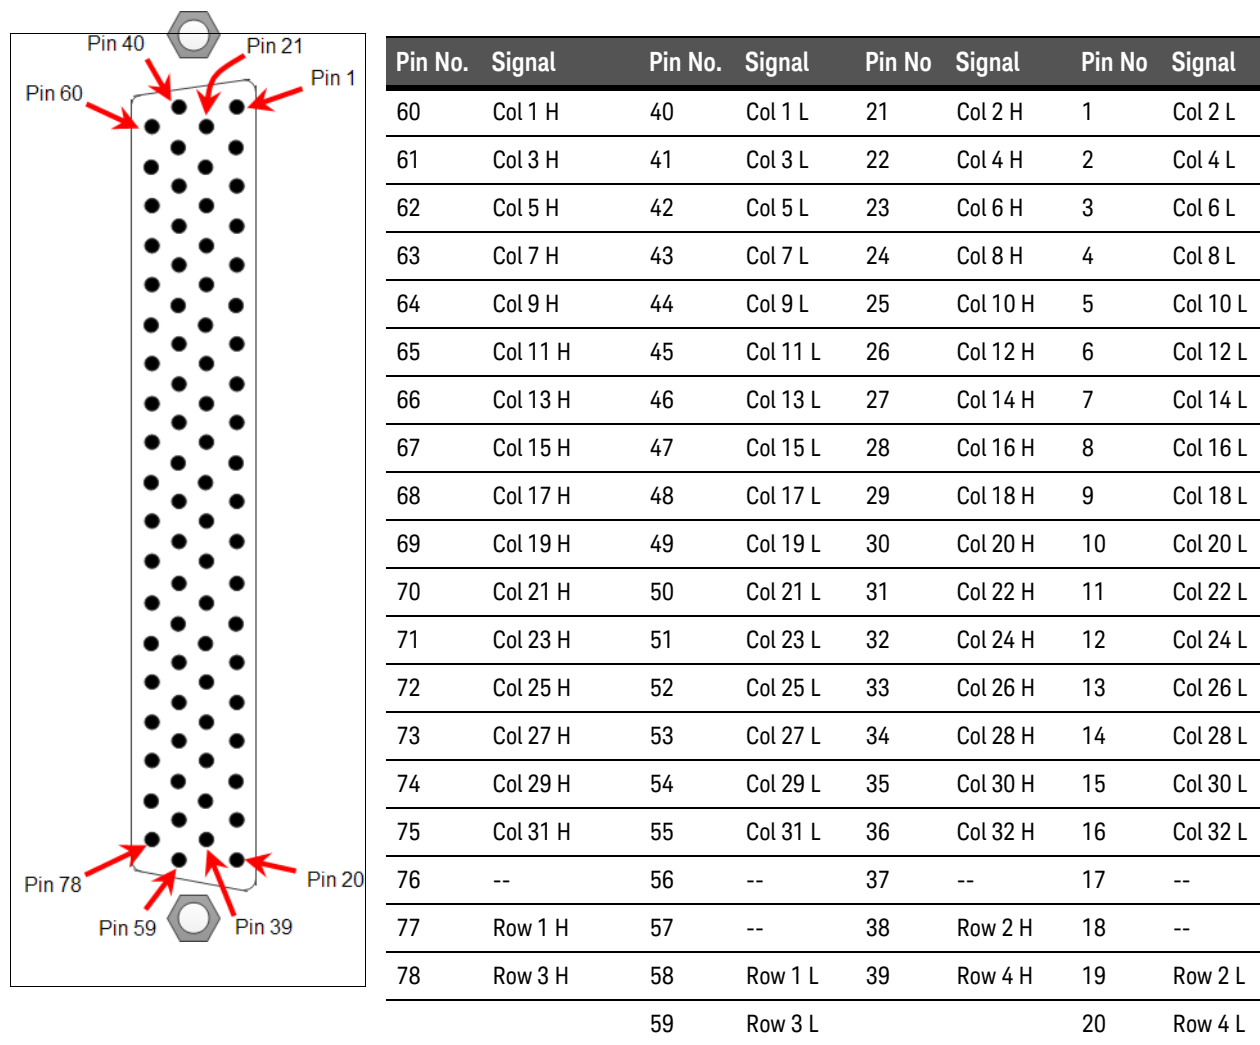 Pin 40
Pin 21
Pin 1
Pin 60
Pin 78
Pin 20
Pin 59
Pin 39
Pin No. Signal Pin No. Signal Pin No Signal Pin No Signal
60 Col 1 H 40 Col 1 L 21 Col 2 H 1 Col 2 L
61 Col 3 H 41 Col 3 L 22 Col 4 H 2 Col 4 L
62 Col 5 H 42 Col 5 L 23 Col 6 H 3 Col 6 L
63 Col 7 H 43 Col 7 L 24 Col 8 H 4 Col 8 L
64 Col 9 H 44 Col 9 L 25 Col 10 H 5 Col 10 L
65 Col 11 H 45 Col 11 L 26 Col 12 H 6 Col 12 L
66 Col 13 H 46 Col 13 L 27 Col 14 H 7 Col 14 L
67 Col 15 H 47 Col 15 L 28 Col 16 H 8 Col 16 L
68 Col 17 H 48 Col 17 L 29 Col 18 H 9 Col 18 L
69 Col 19 H 49 Col 19 L 30 Col 20 H 10 Col 20 L
70 Col 21 H 50 Col 21 L 31 Col 22 H 11 Col 22 L
71 Col 23 H 51 Col 23 L 32 Col 24 H 12 Col 24 L
72 Col 25 H 52 Col 25 L 33 Col 26 H 13 Col 26 L
73 Col 27 H 53 Col 27 L 34 Col 28 H 14 Col 28 L
74 Col 29 H 54 Col 29 L 35 Col 30 H 15 Col 30 L
75 Col 31 H 55 Col 31 L 36 Col 32 H 16 Col 32 L
76 -- 56 -- 37 -- 17 --
77 Row 1 H 57 -- 38 Row 2 H 18 --
78 Row 3 H 58 Row 1 L 39 Row 4 H 19 Row 2 L
59 Row 3 L 20 Row 4 L